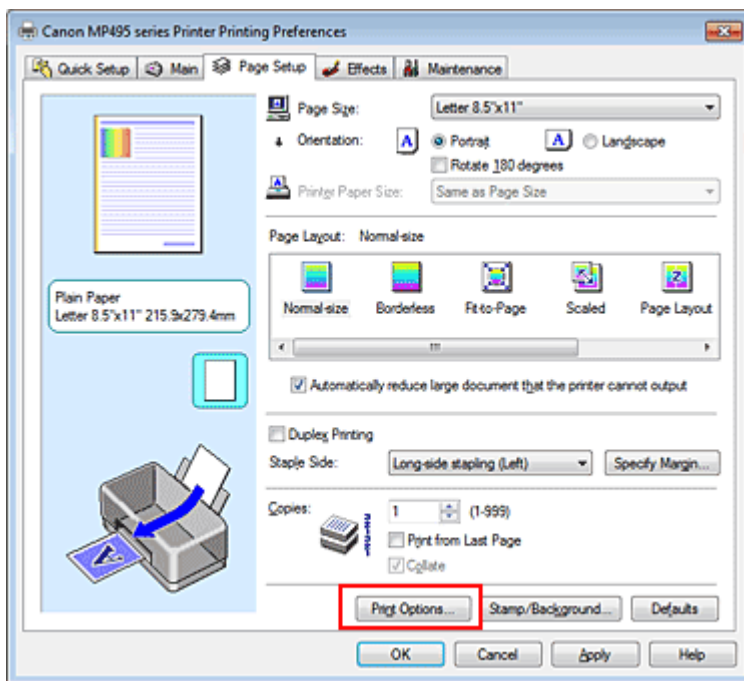 Canon MP495 series Printer Printing Preferences
Quick Setup Main Page Setup Effects Maintenance
Page Size: Letter 8.5"x11"
Orientation: A Portrait A Landscape
Rotate 180 degrees
Printer Paper Size: Same as Page Size
Page Layout: Normal-size
Plain Paper
Letter 8.5"x11" 215.9x279.4mm
Normal-size Borderless Fit-to-Page Scaled Page Layout
Automatically reduce large document that the printer cannot output
Duplex Printing
Staple Side: Long-side stapling (Left) Specify Margin...
Copies: 1 (1-999)
Print from Last Page
Collate
Print Options... Stamp/Background... Defaults
OK Cancel Apply Help